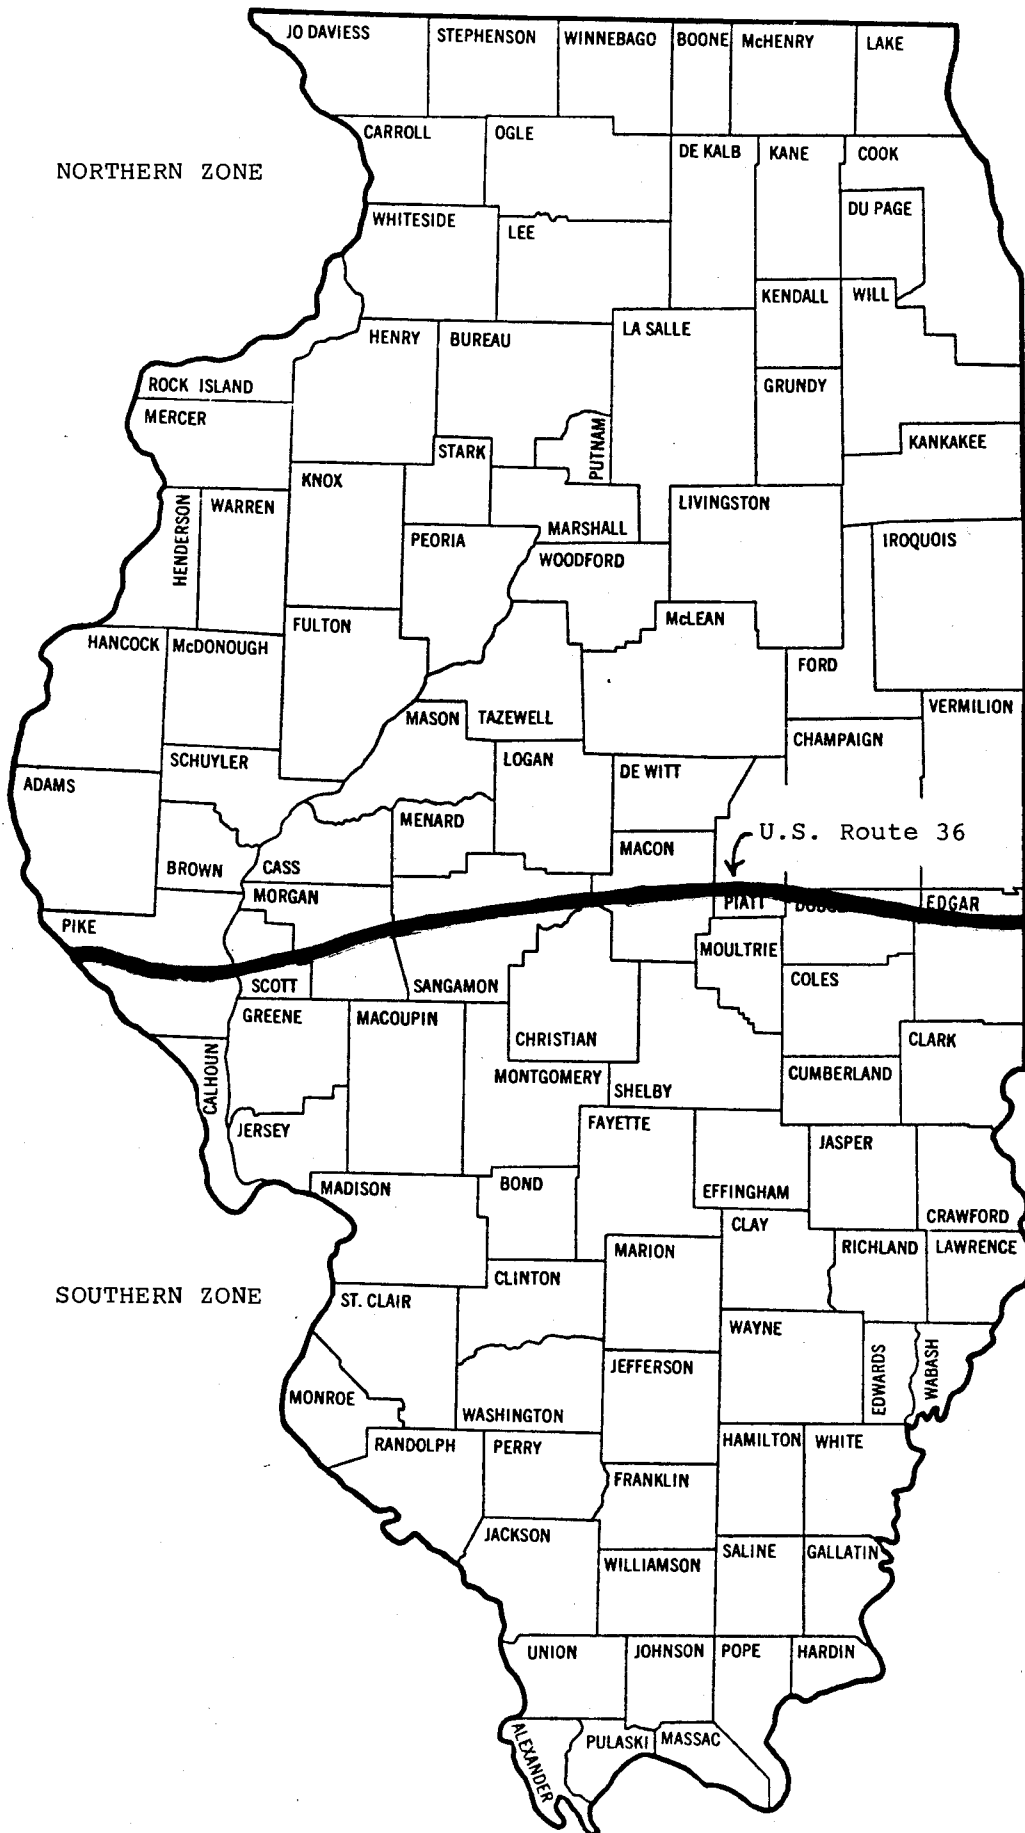 JO DAVIESS
STEPHENSON
WINNEBAGO
BOONE
McHENRY
LAKE
CARROLL
OGLE
DE KALB
KANE
COOK
NORTHERN ZONE
WHITESIDE
LEE
DU PAGE
KENDALL
WILL
HENRY
BUREAU
LA SALLE
ROCK ISLAND
GRUNDY
MERCER
STARK
PUTNAM
KANKAKEE
KNOX
HENDERSON
WARREN
LIVINGSTON
PEORIA
MARSHALL
IROQUOIS
WOODFORD
HANCOCK
McDONOUGH
FULTON
McLEAN
FORD
MASON
TAZEWELL
VERMILION
CHAMPAIGN
ADAMS
SCHUYLER
LOGAN
DE WITT
MENARD
U.S. Route 36
MACON
BROWN
CASS
MORGAN
PIATT
EDGAR
PIKE
MOULTRIE
SCOTT
SANGAMON
COLES
GREENE
MACOUPIN
CHRISTIAN
CLARK
CALHOUN
MONTGOMERY
SHELBY
CUMBERLAND
JERSEY
FAYETTE
JASPER
MADISON
BOND
EFFINGHAM
CLAY
CRAWFORD
MARION
RICHLAND
LAWRENCE
SOUTHERN ZONE
ST. CLAIR
CLINTON
WAYNE
JEFFERSON
EDWARDS
WABASH
MONROE
WASHINGTON
RANDOLPH
PERRY
HAMILTON
WHITE
FRANKLIN
JACKSON
WILLIAMSON
SALINE
GALLATIN
UNION
JOHNSON
POPE
HARDIN
ALEXANDER
PULASKI
MASSAC